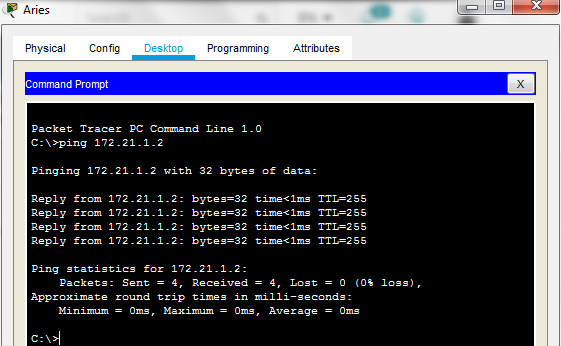 Aries
Physical Config Desktop Programming Attributes
Command Prompt X
Packet Tracer PC Command Line 1.0
C:\>ping 172.21.1.2
Pinging 172.21.1.2 with 32 bytes of data:
Reply from 172.21.1.2: bytes=32 time<1ms TTL=255
Reply from 172.21.1.2: bytes=32 time<1ms TTL=255
Reply from 172.21.1.2: bytes=32 time<1ms TTL=255
Reply from 172.21.1.2: bytes=32 time<1ms TTL=255
Ping statistics for 172.21.1.2:
Packets: Sent = 4, Received = 4, Lost = 0 (0% loss),
Approximate round trip times in milli-seconds:
Minimum = 0ms, Maximum = 0ms, Average = 0ms
C:\>